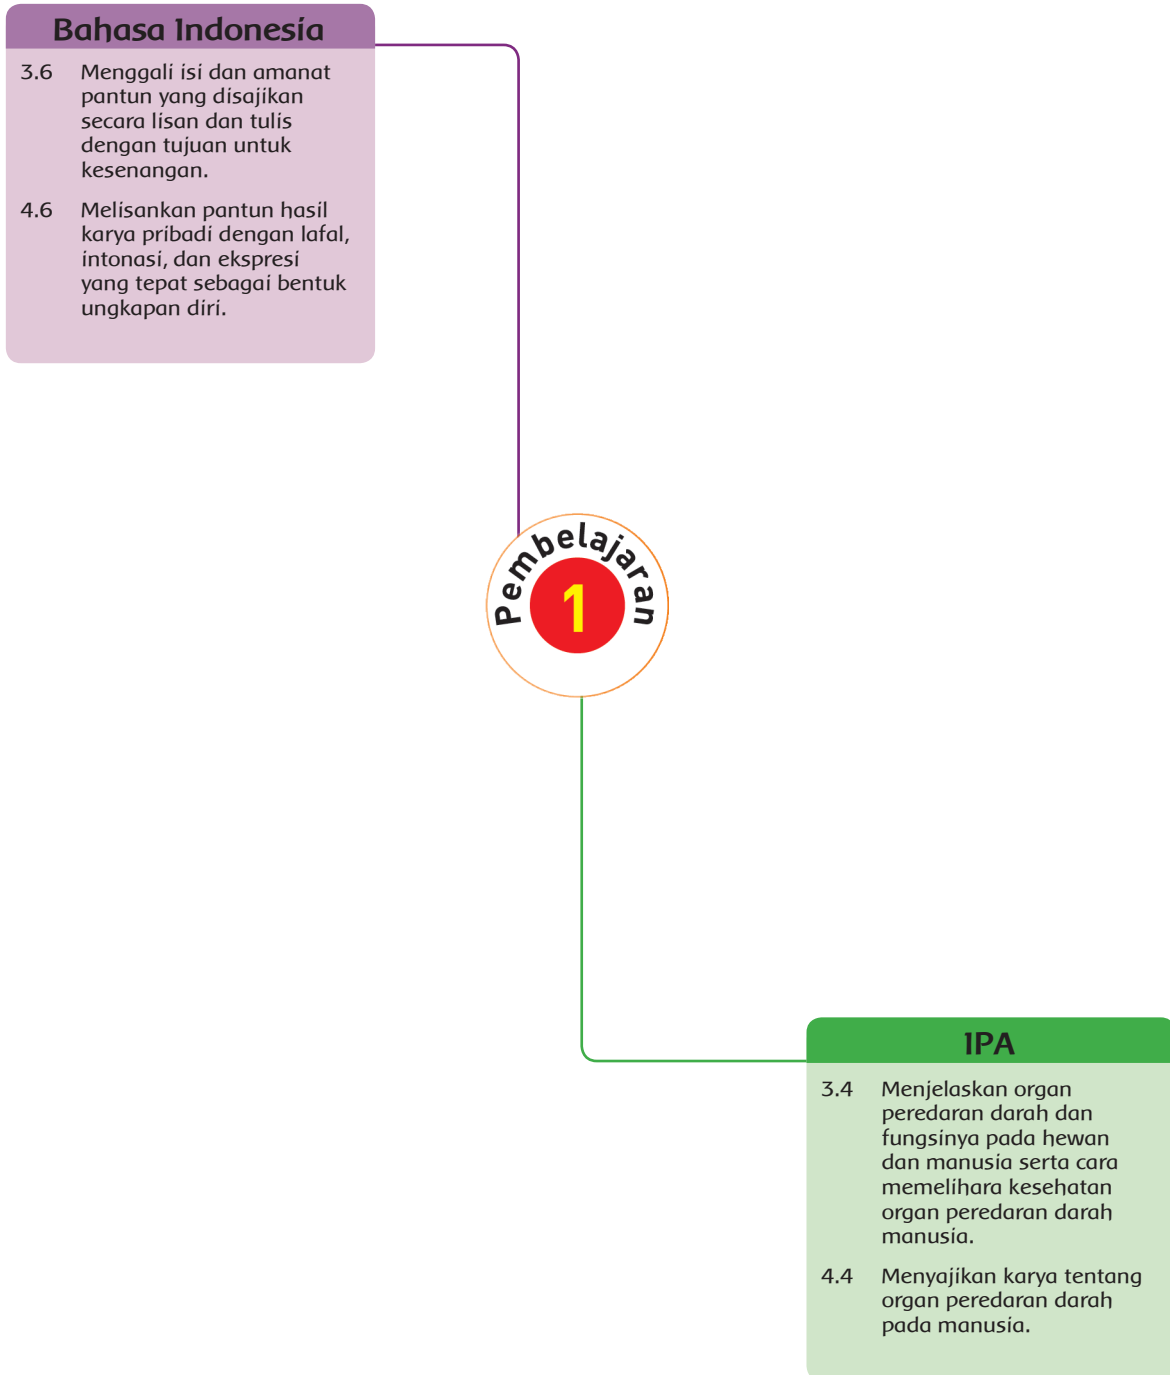 Bahasa Indonesia
3.6 Menggali isi dan amanat
pantun yang disajikan
secara lisan dan tulis
dengan tujuan untuk
kesenangan.
4.6 Melisankan pantun hasil
karya pribadi dengan lafal,
intonasi, dan ekspresi
yang tepat sebagai bentuk
ungkapan diri.
Pembelajaran
1
IPA
3.4 Menjelaskan organ
peredaran darah dan
fungsinya pada hewan
dan manusia serta cara
memelihara kesehatan
organ peredaran darah
manusia.
4.4 Menyajikan karya tentang
organ peredaran darah
pada manusia.